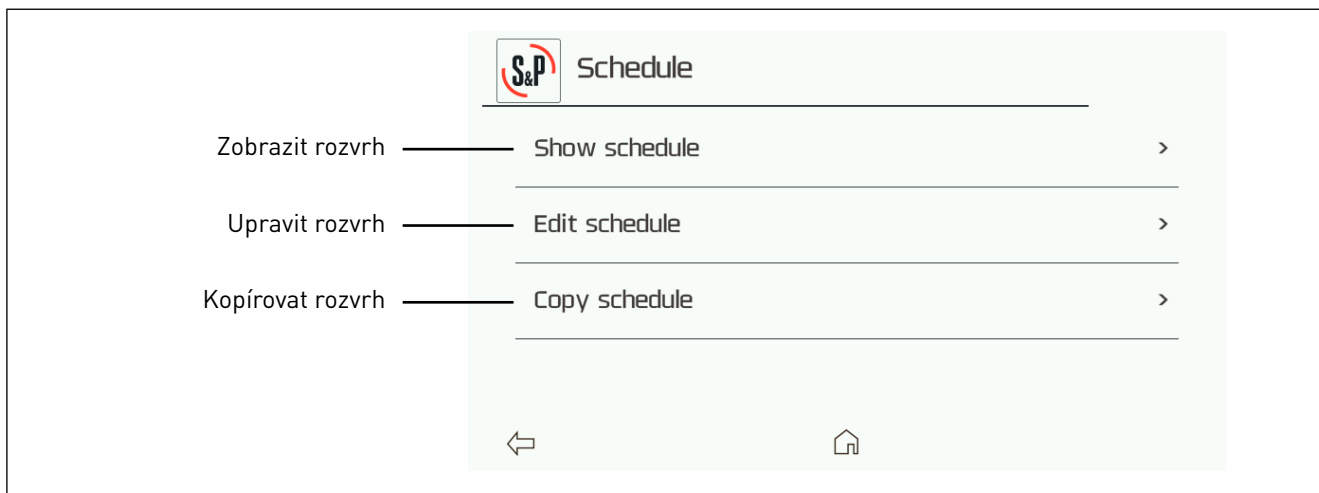 S&P Schedule
Zobrazit rozvrh Show schedule >
Upravit rozvrh Edit schedule >
Kopírovat rozvrh Copy schedule >